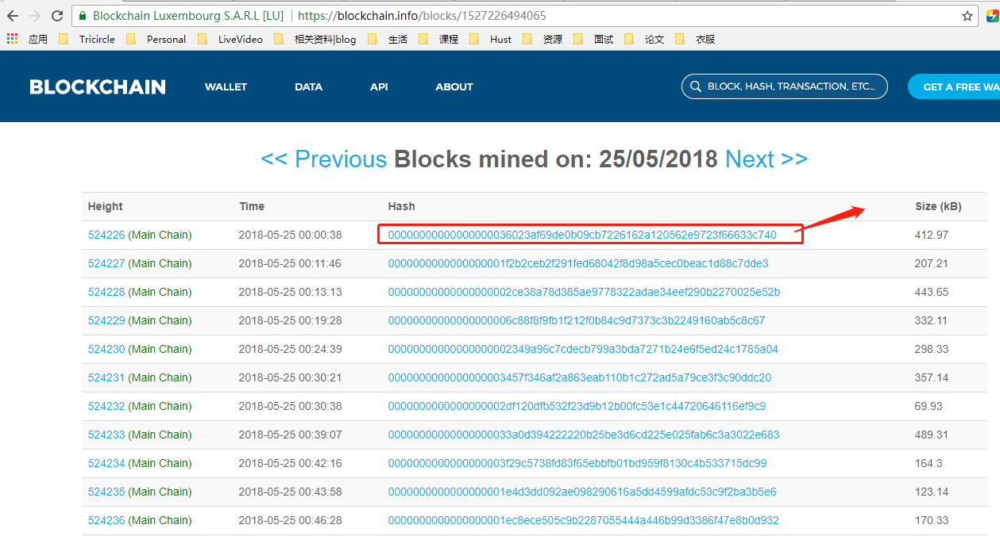 Blockchain Luxembourg S.A.R.L [LU] | https://blockchain.info/blocks/1527226494065
应用 Tricircle Personal LiveVideo 相关资料|blog 生活 课程 Hust 资源 面试 论文 衣服
BLOCKCHAIN WALLET DATA API ABOUT BLOCK, HASH, TRANSACTION, ETC... GET A FREE WA
<< Previous Blocks mined on: 25/05/2018 Next >>
Height Time Hash Size (kB)
524226 (Main Chain) 2018-05-25 00:00:38 00000000000000000036023af69de0b09cb7226162a120562e9723f66633c740 412.97
524227 (Main Chain) 2018-05-25 00:11:46 0000000000000000001f2b2ceb2f291fed68042f8d98a5cec0beac1d88c7dde3 207.21
524228 (Main Chain) 2018-05-25 00:13:13 00000000000000000002ce38a78d385ae9778322adae34eef290b2270025e52b 443.65
524229 (Main Chain) 2018-05-25 00:19:28 00000000000000000006c88f8f9fb1f212f0b84c9d7373c3b2249160ab5c8c67 332.11
524230 (Main Chain) 2018-05-25 00:24:39 00000000000000000002349a96c7cdecb799a3bda7271b24e6f5ed24c1785a04 298.33
524231 (Main Chain) 2018-05-25 00:30:21 0000000000000000003457f346af2a863eab110b1c272ad5a79ce3f3c90ddc20 357.14
524232 (Main Chain) 2018-05-25 00:30:38 0000000000000000002df120dfb532f23d9b12b00fc53e1c44720646116ef9c9 69.93
524233 (Main Chain) 2018-05-25 00:39:07 00000000000000000033a0d394222220b25be3d6cd225e025fab6c3a3022e683 489.31
524234 (Main Chain) 2018-05-25 00:42:16 0000000000000000003f29c5738fd83f65ebbfb01bd959f8130c4b533715dc99 164.3
524235 (Main Chain) 2018-05-25 00:43:58 0000000000000000001e4d3dd092ae098290616a5dd4599afdc53c9f2ba3b5e6 123.14
524236 (Main Chain) 2018-05-25 00:46:28 0000000000000000001ec8ece505c9b2287055444a446b99d3386f47e8b0d932 170.33